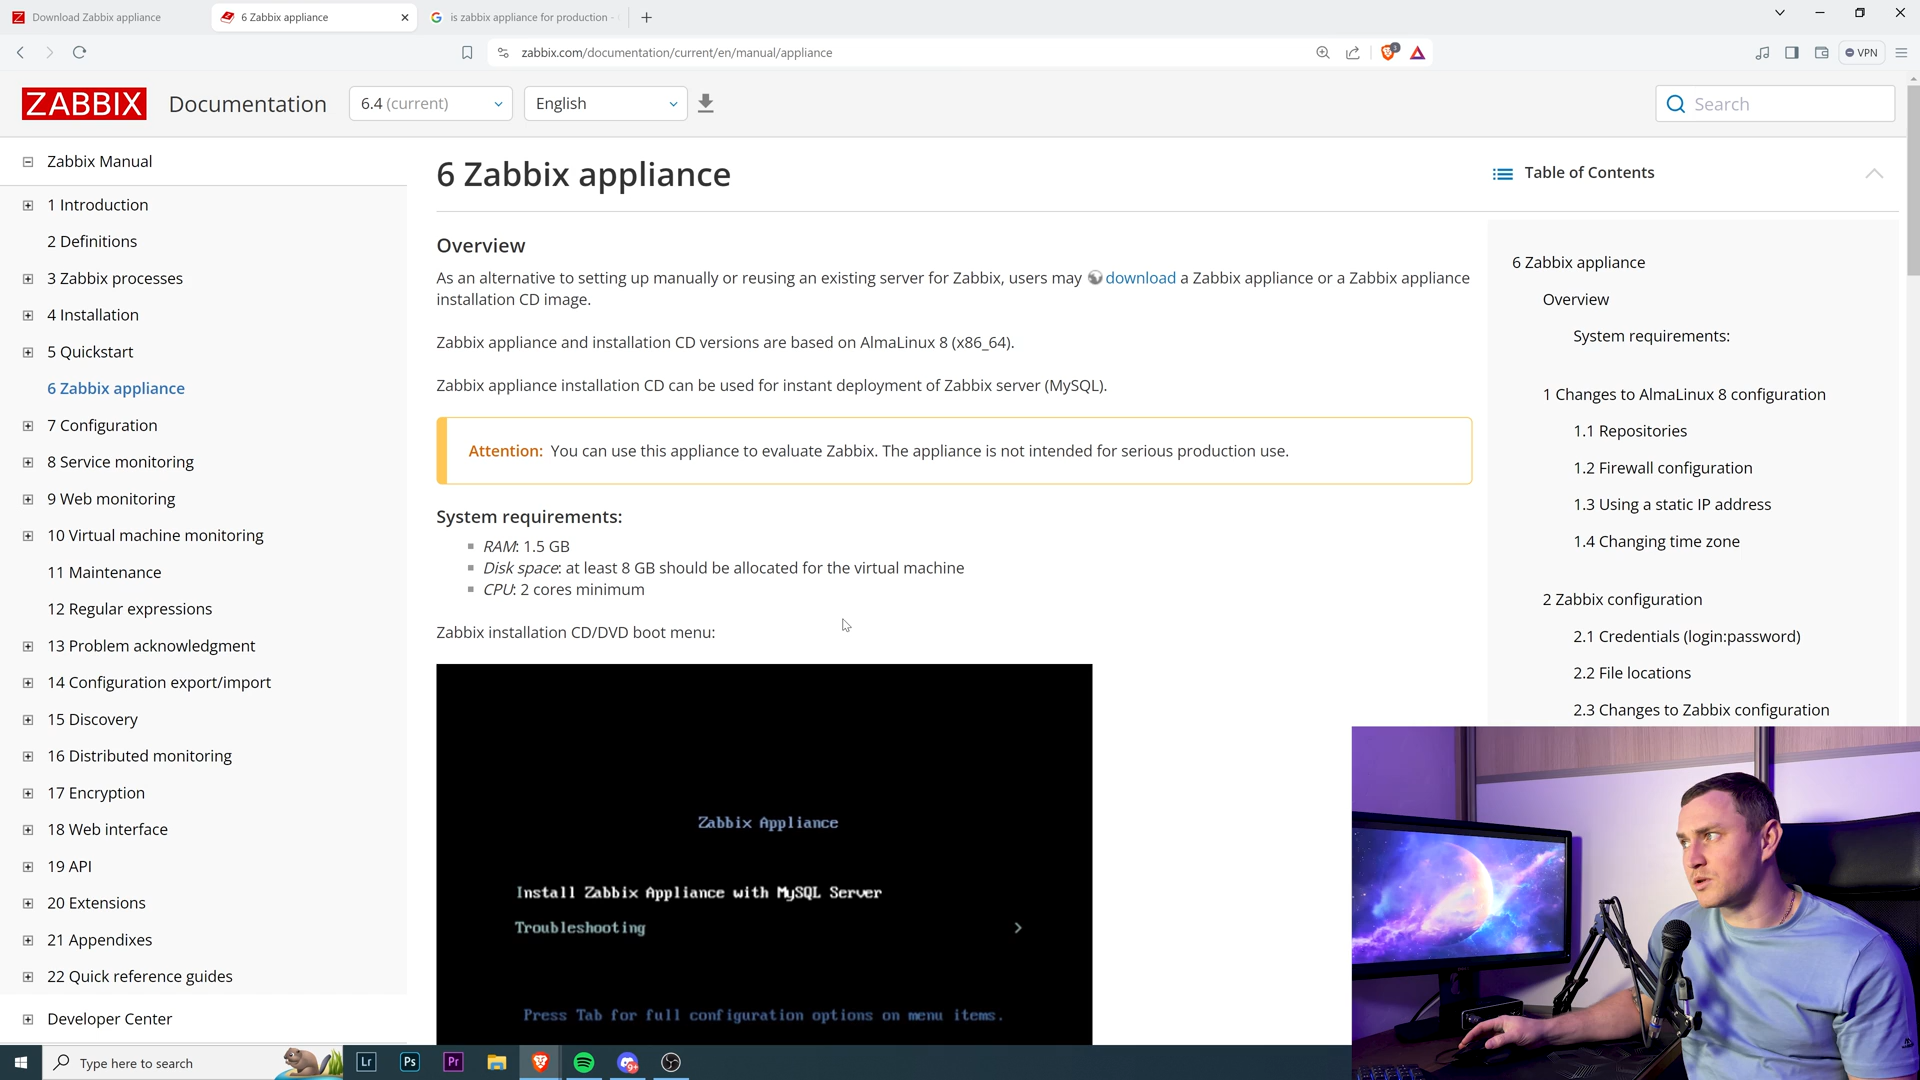 Download Zabbix appliance
6 Zabbix appliance
is zabbix appliance for production -
zabbix.com/documentation/current/en/manual/appliance
VPN
ZABBIX
Documentation
6.4 (current)
English
Search
Zabbix Manual
1 Introduction
2 Definitions
3 Zabbix processes
4 Installation
5 Quickstart
6 Zabbix appliance
7 Configuration
8 Service monitoring
9 Web monitoring
10 Virtual machine monitoring
11 Maintenance
12 Regular expressions
13 Problem acknowledgment
14 Configuration export/import
15 Discovery
16 Distributed monitoring
17 Encryption
18 Web interface
19 API
20 Extensions
21 Appendixes
22 Quick reference guides
Developer Center
6 Zabbix appliance
Overview
As an alternative to setting up manually or reusing an existing server for Zabbix, users may download a Zabbix appliance or a Zabbix appliance
installation CD image.
Zabbix appliance and installation CD versions are based on AlmaLinux 8 (x86_64).
Zabbix appliance installation CD can be used for instant deployment of Zabbix server (MySQL).
Attention: You can use this appliance to evaluate Zabbix. The appliance is not intended for serious production use.
System requirements:
RAM: 1.5 GB
Disk space: at least 8 GB should be allocated for the virtual machine
CPU: 2 cores minimum
Zabbix installation CD/DVD boot menu:
Zabbix Appliance
Install Zabbix Appliance with MySQL Server
Troubleshooting
Press Tab for full configuration options on menu items.
Table of Contents
6 Zabbix appliance
Overview
System requirements:
1 Changes to AlmaLinux 8 configuration
1.1 Repositories
1.2 Firewall configuration
1.3 Using a static IP address
1.4 Changing time zone
2 Zabbix configuration
2.1 Credentials (login:password)
2.2 File locations
2.3 Changes to Zabbix configuration
Type here to search
Lr
Ps
Pr